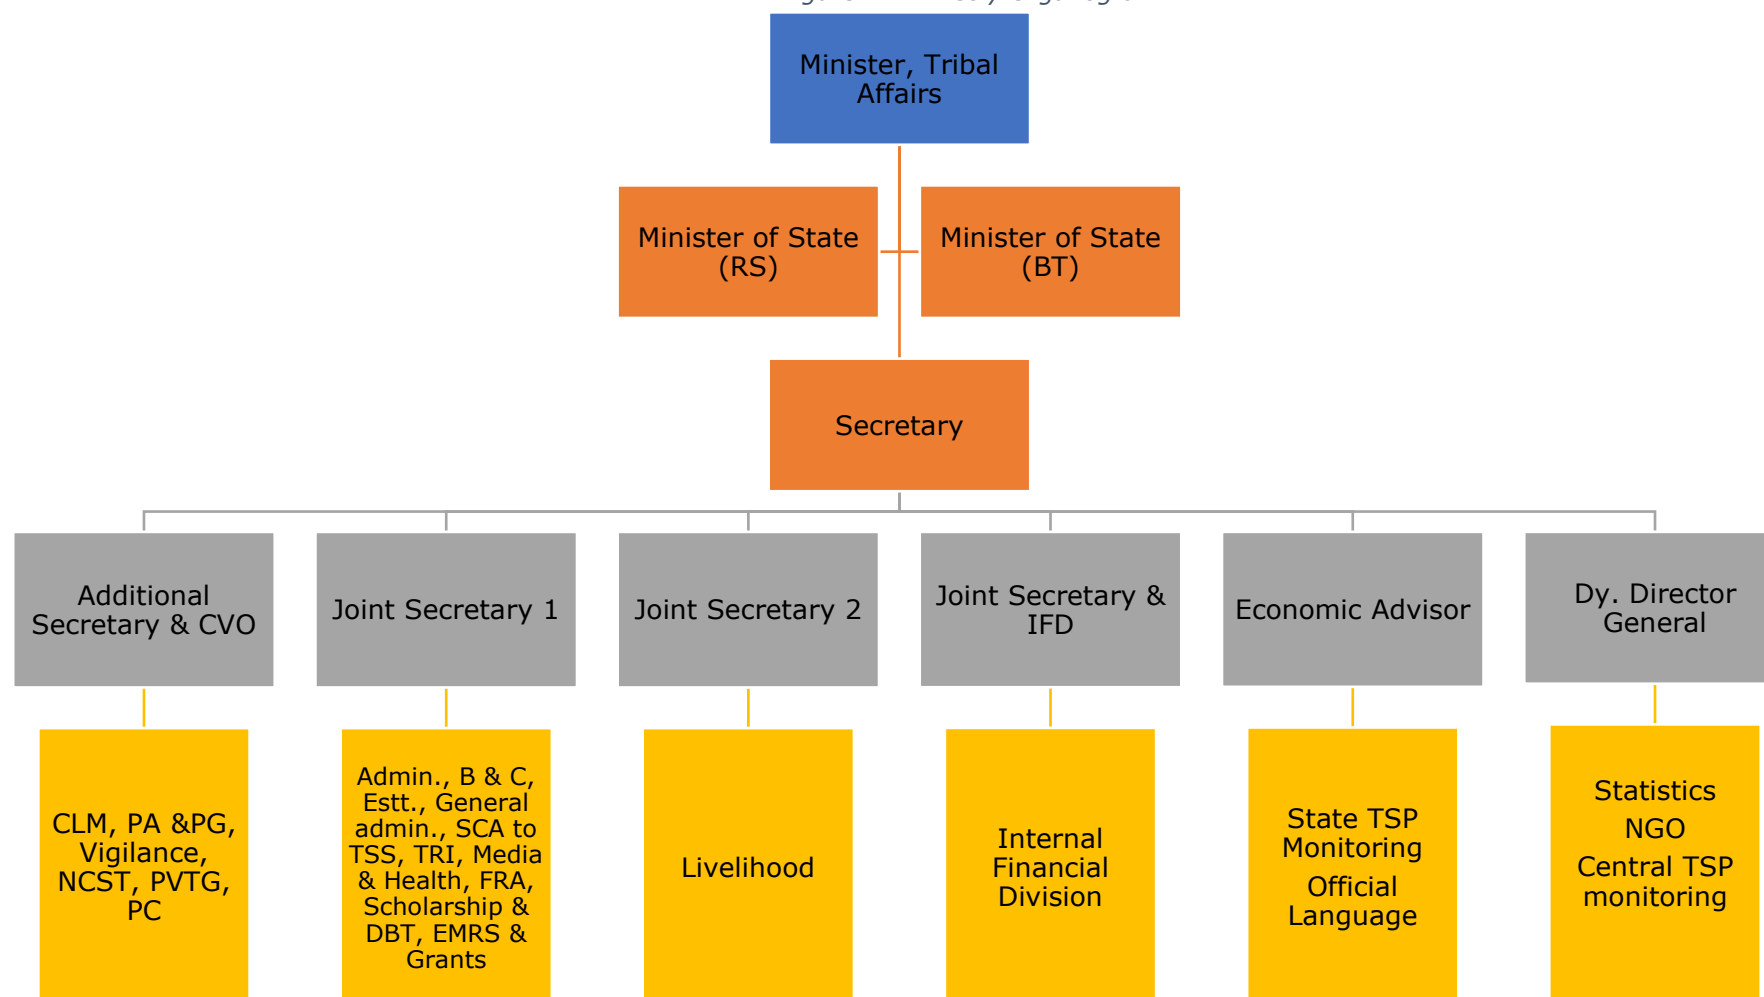 Minister, Tribal
Affairs
Minister of State
(RS)
Minister of State
(BT)
Secretary
Additional
Secretary & CVO
Joint Secretary 1
Joint Secretary 2
Joint Secretary &
IFD
Economic Advisor
Dy. Director
General
CLM, PA &PG,
Vigilance,
NCST, PVTG,
PC
Admin., B & C,
Estt., General
admin., SCA to
TSS, TRI, Media
& Health, FRA,
Scholarship &
DBT, EMRS &
Grants
Livelihood
Internal
Financial
Division
State TSP
Monitoring
Official
Language
Statistics
NGO
Central TSP
monitoring